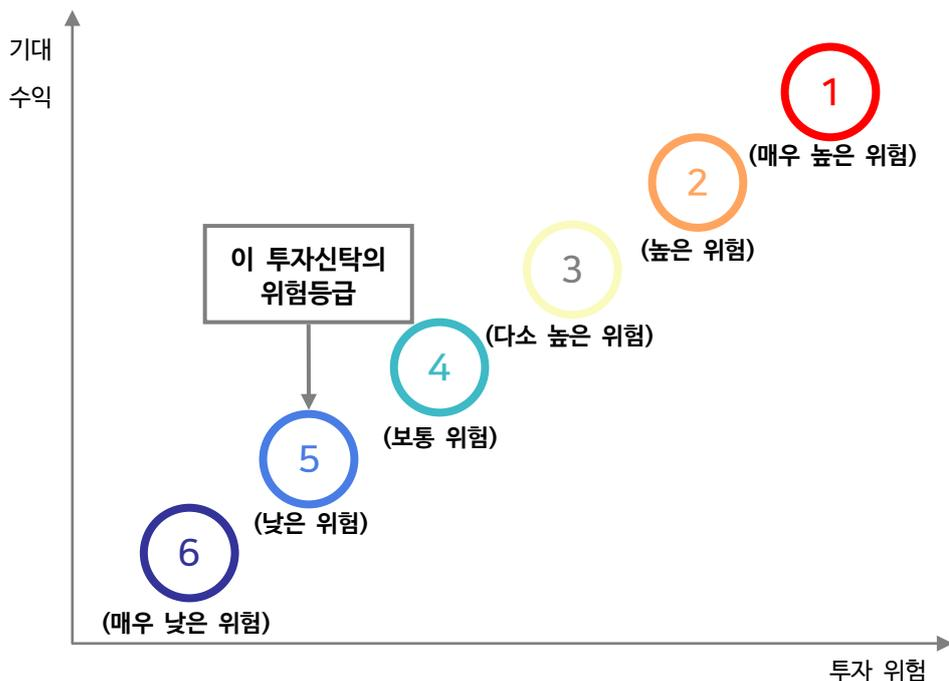 기대
수익
1
(매우 높은 위험)
2
(높은 위험)
3
(다소 높은 위험)
이 투자신탁의
위험등급
4
(보통 위험)
5
(낮은 위험)
6
(매우 낮은 위험)
투자 위험